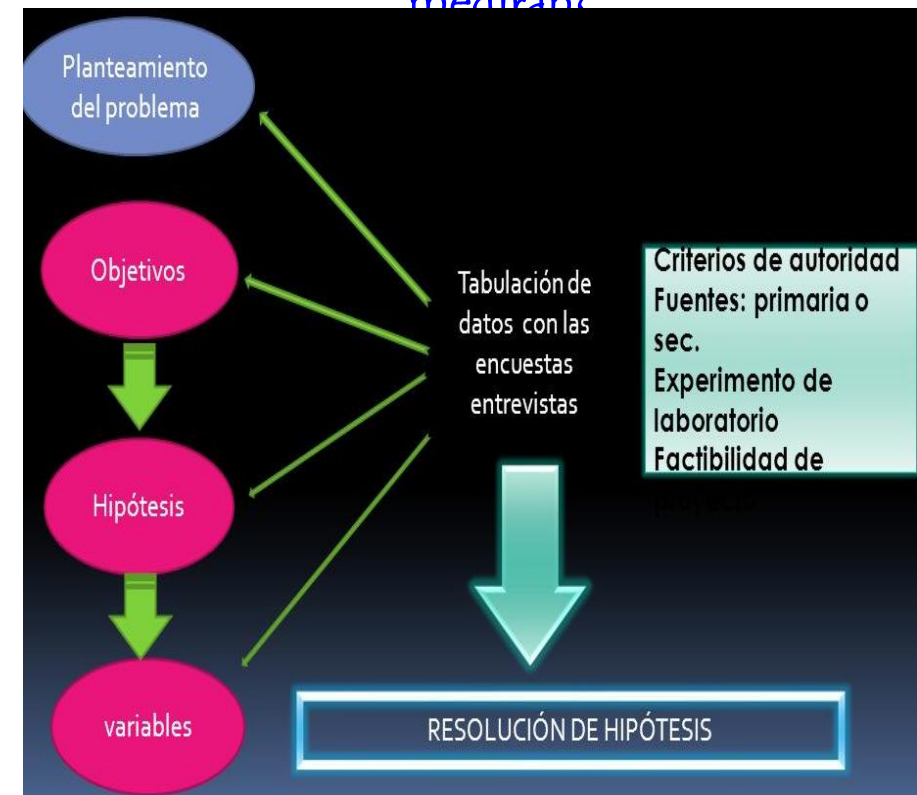 Planteamiento
del problema
Objetivos
Hipótesis
variables
Tabulación de
datos con las
encuestas
entrevistas
Criterios de autoridad
Fuentes: primaria o
sec.
Experimento de
laboratorio
Factibilidad de
proyecto
RESOLUCIÓN DE HIPÓTESIS